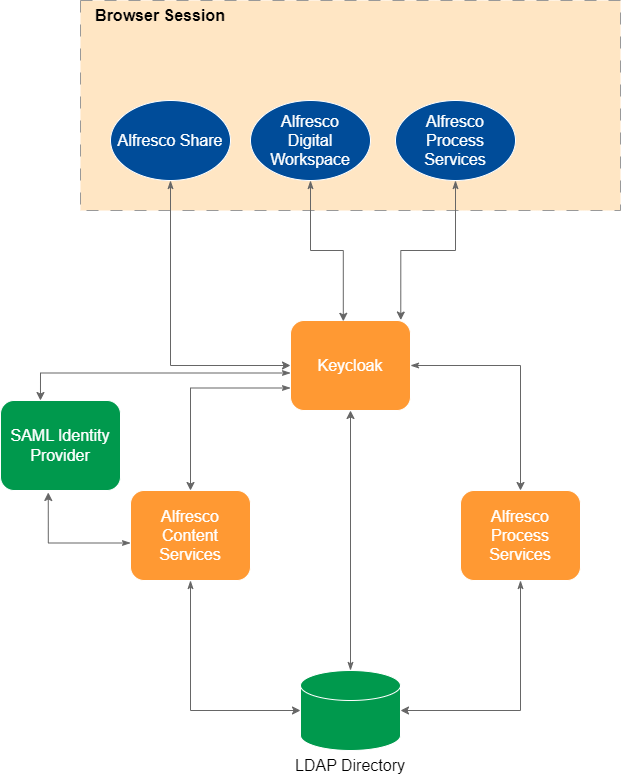 Browser Session
Alfresco Share
Alfresco
Digital
Workspace
Alfresco
Process
Services
Keycloak
SAML Identity
Provider
Alfresco
Content
Services
Alfresco
Process
Services
LDAP Directory